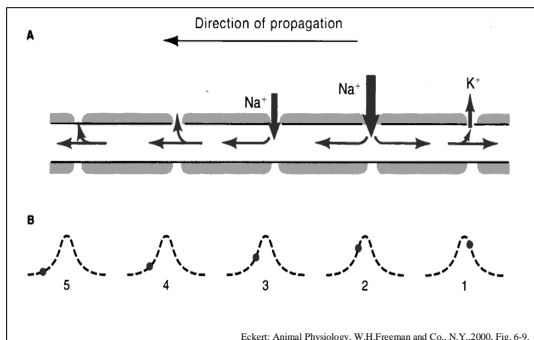 Direction of propagation
A
Na+
Na+
K+
B
5 4 3 2 1
Eckert: Animal Physiology, W.H.Freeman and Co., N.Y.,2000, Fig. 6-9.